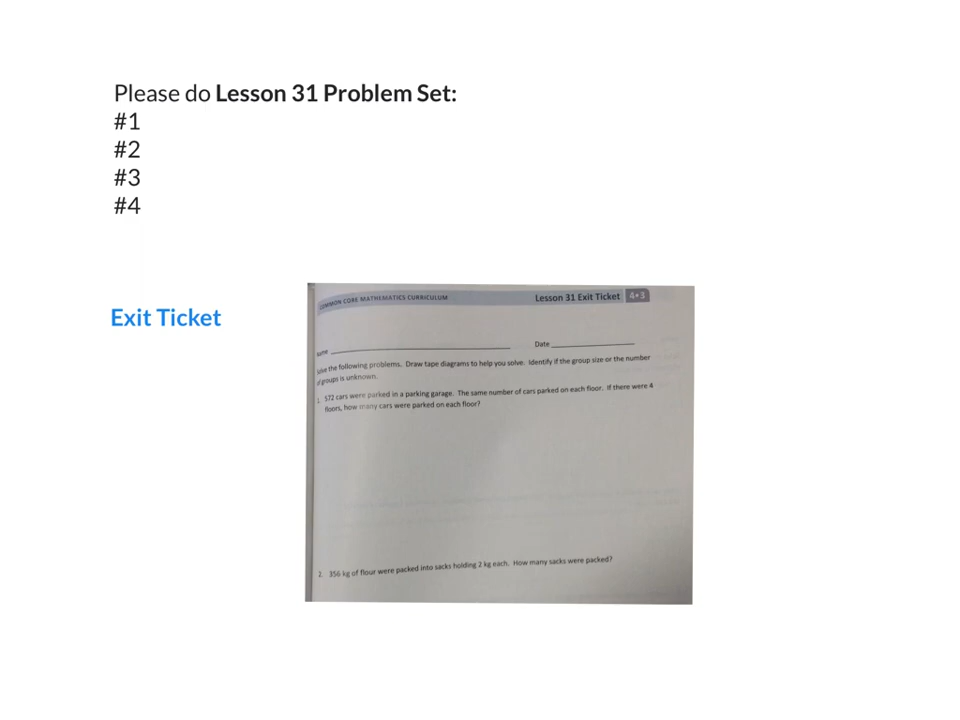 Please do Lesson 31 Problem Set:
#1
#2
#3
#4
Exit Ticket
COMMON CORE MATHEMATICS CURRICULUM
Lesson 31 Exit Ticket 4•3
Name
Date
Solve the following problems. Draw tape diagrams to help you solve. Identify if the group size or the number
of groups is unknown.
1. 572 cars were parked in a parking garage. The same number of cars parked on each floor. If there were 4
floors, how many cars were parked on each floor?
2. 356 kg of flour were packed into sacks holding 2 kg each. How many sacks were packed?